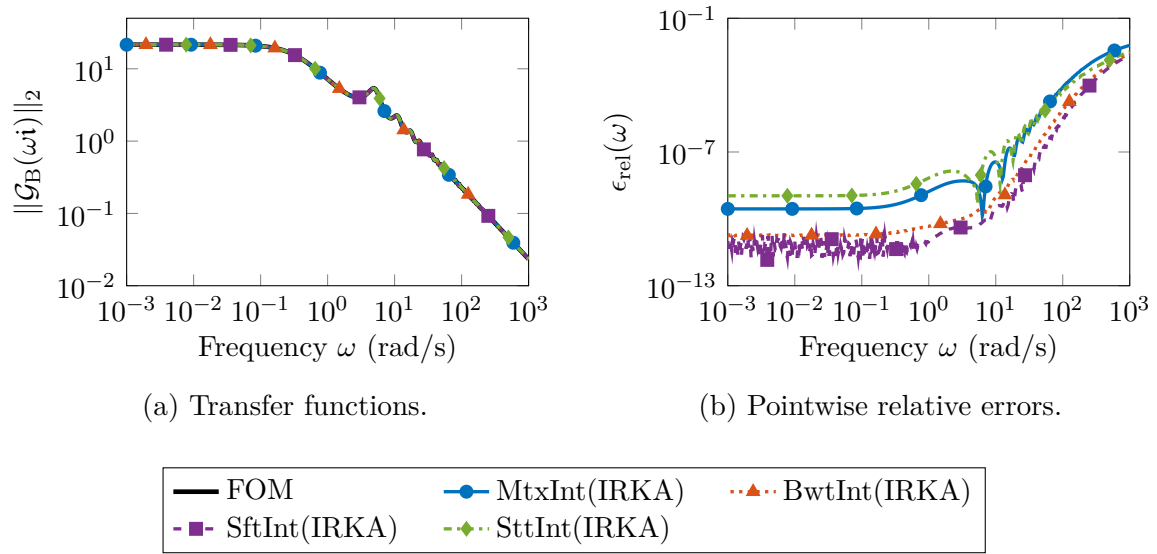 10^1
10^0
10^−1
10^−2
‖𝒢_B(ωi)‖_2
10^−3 10^−2 10^−1 10^0 10^1 10^2 10^3
Frequency ω (rad/s)
(a) Transfer functions.
10^−1
10^−7
10^−13
ϵ_rel(ω)
10^−3 10^−2 10^−1 10^0 10^1 10^2 10^3
Frequency ω (rad/s)
(b) Pointwise relative errors.
FOM MtxInt(IRKA) BwtInt(IRKA)
SftInt(IRKA) SttInt(IRKA)